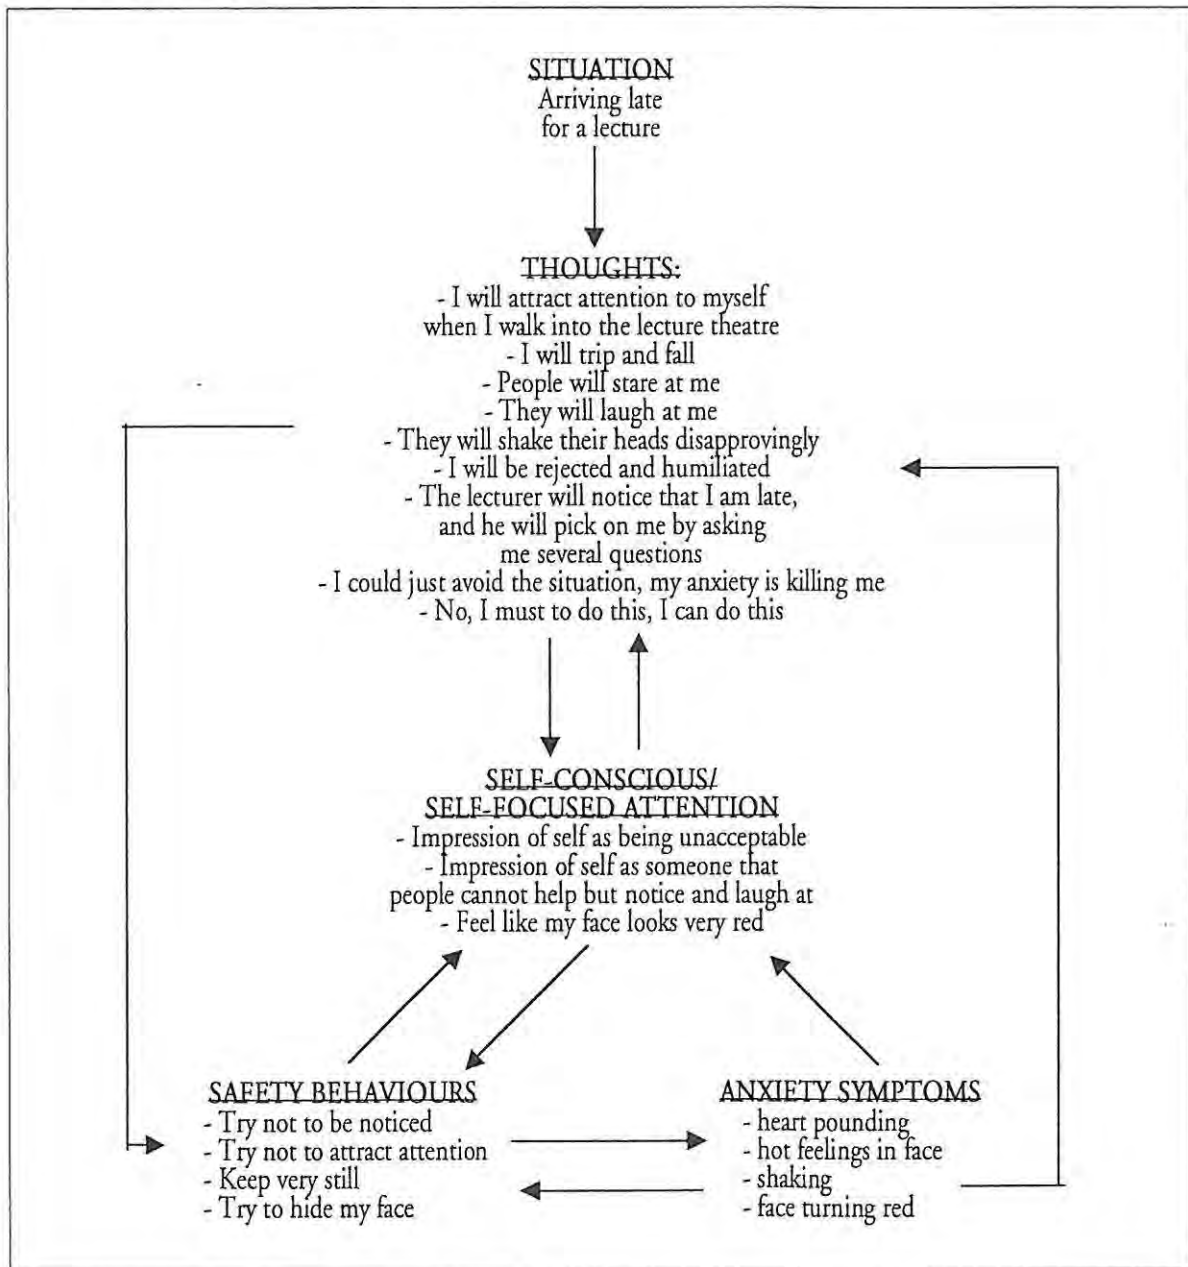 SITUATION
Arriving late
for a lecture
THOUGHTS:
- I will attract attention to myself
when I walk into the lecture theatre
- I will trip and fall
- People will stare at me
- They will laugh at me
- They will shake their heads disapprovingly
- I will be rejected and humiliated
- The lecturer will notice that I am late,
and he will pick on me by asking
me several questions
- I could just avoid the situation, my anxiety is killing me
- No, I must to do this, I can do this
SELF-CONSCIOUS/
SELF-FOCUSED ATTENTION
- Impression of self as being unacceptable
- Impression of self as someone that
people cannot help but notice and laugh at
- Feel like my face looks very red
SAFETY BEHAVIOURS
- Try not to be noticed
- Try not to attract attention
- Keep very still
- Try to hide my face
ANXIETY SYMPTOMS
- heart pounding
- hot feelings in face
- shaking
- face turning red